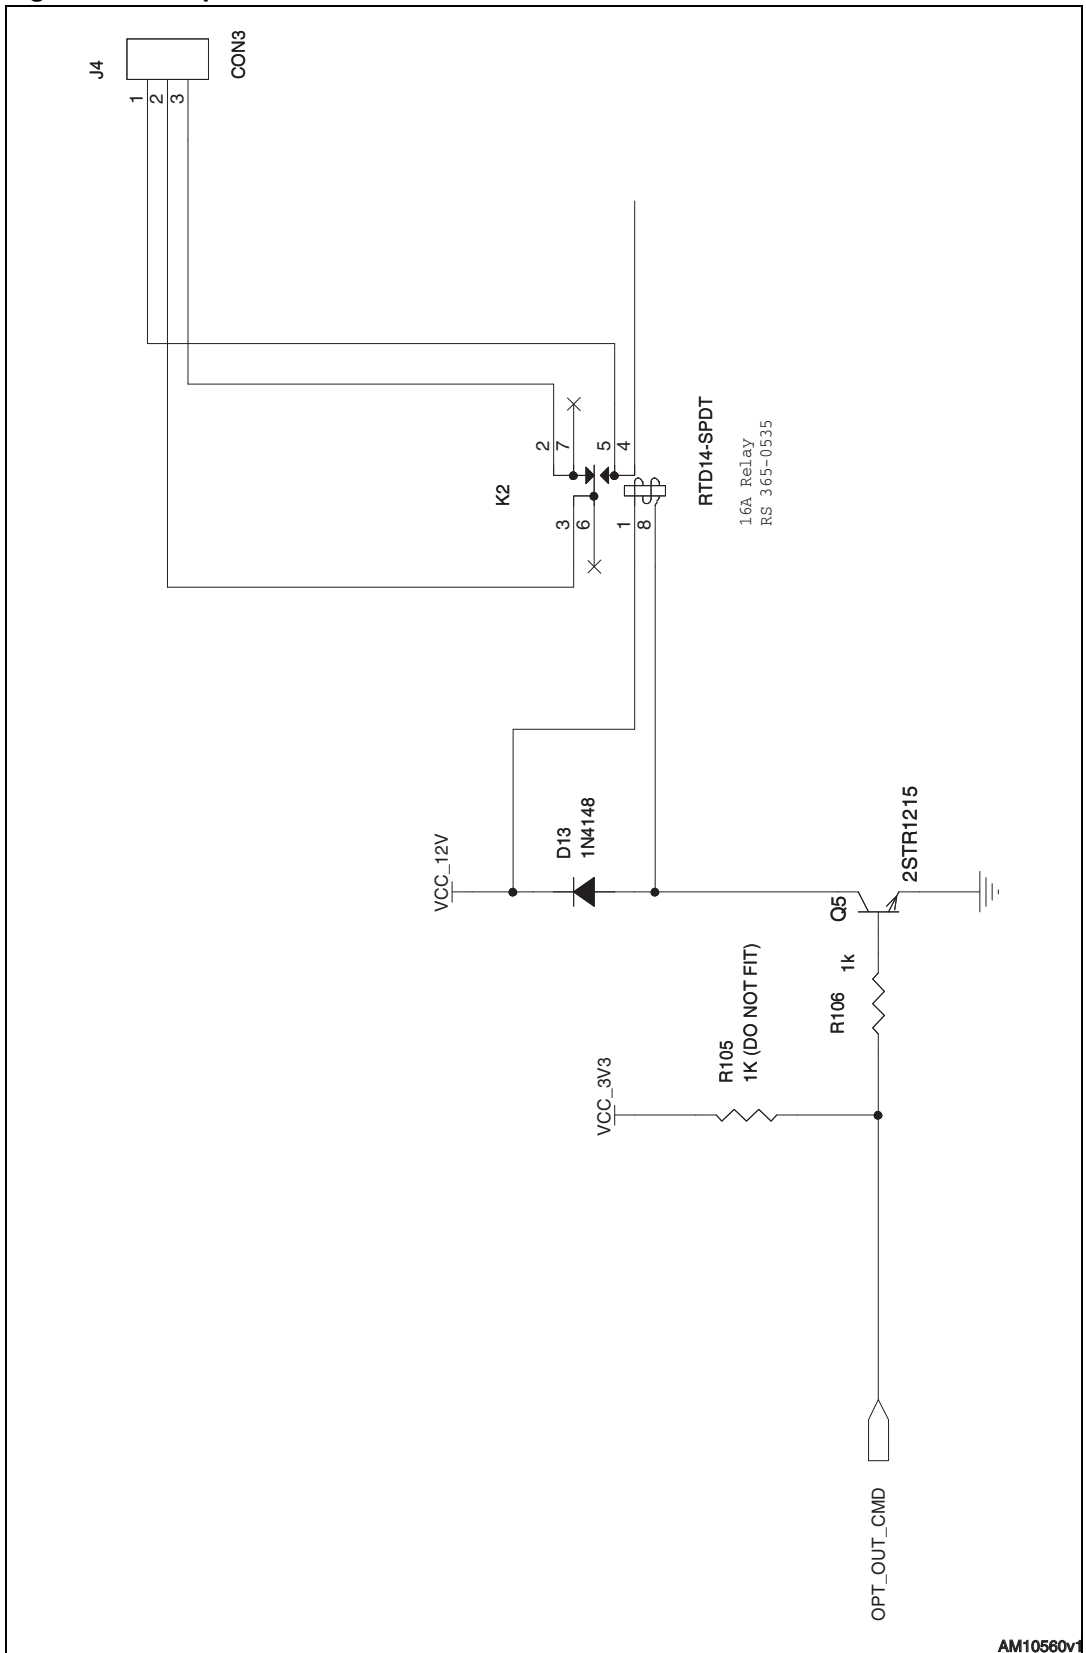 J4
CON3
1
2
3
K2
2
7
5
4
3
6
1
8
RTD14-SPDT
16A Relay
RS 365-0535
VCC_12V
D13
1N4148
Q5
2STR1215
R106
1k
R105
1K (DO NOT FIT)
VCC_3V3
OPT_OUT_CMD
AM10560v1